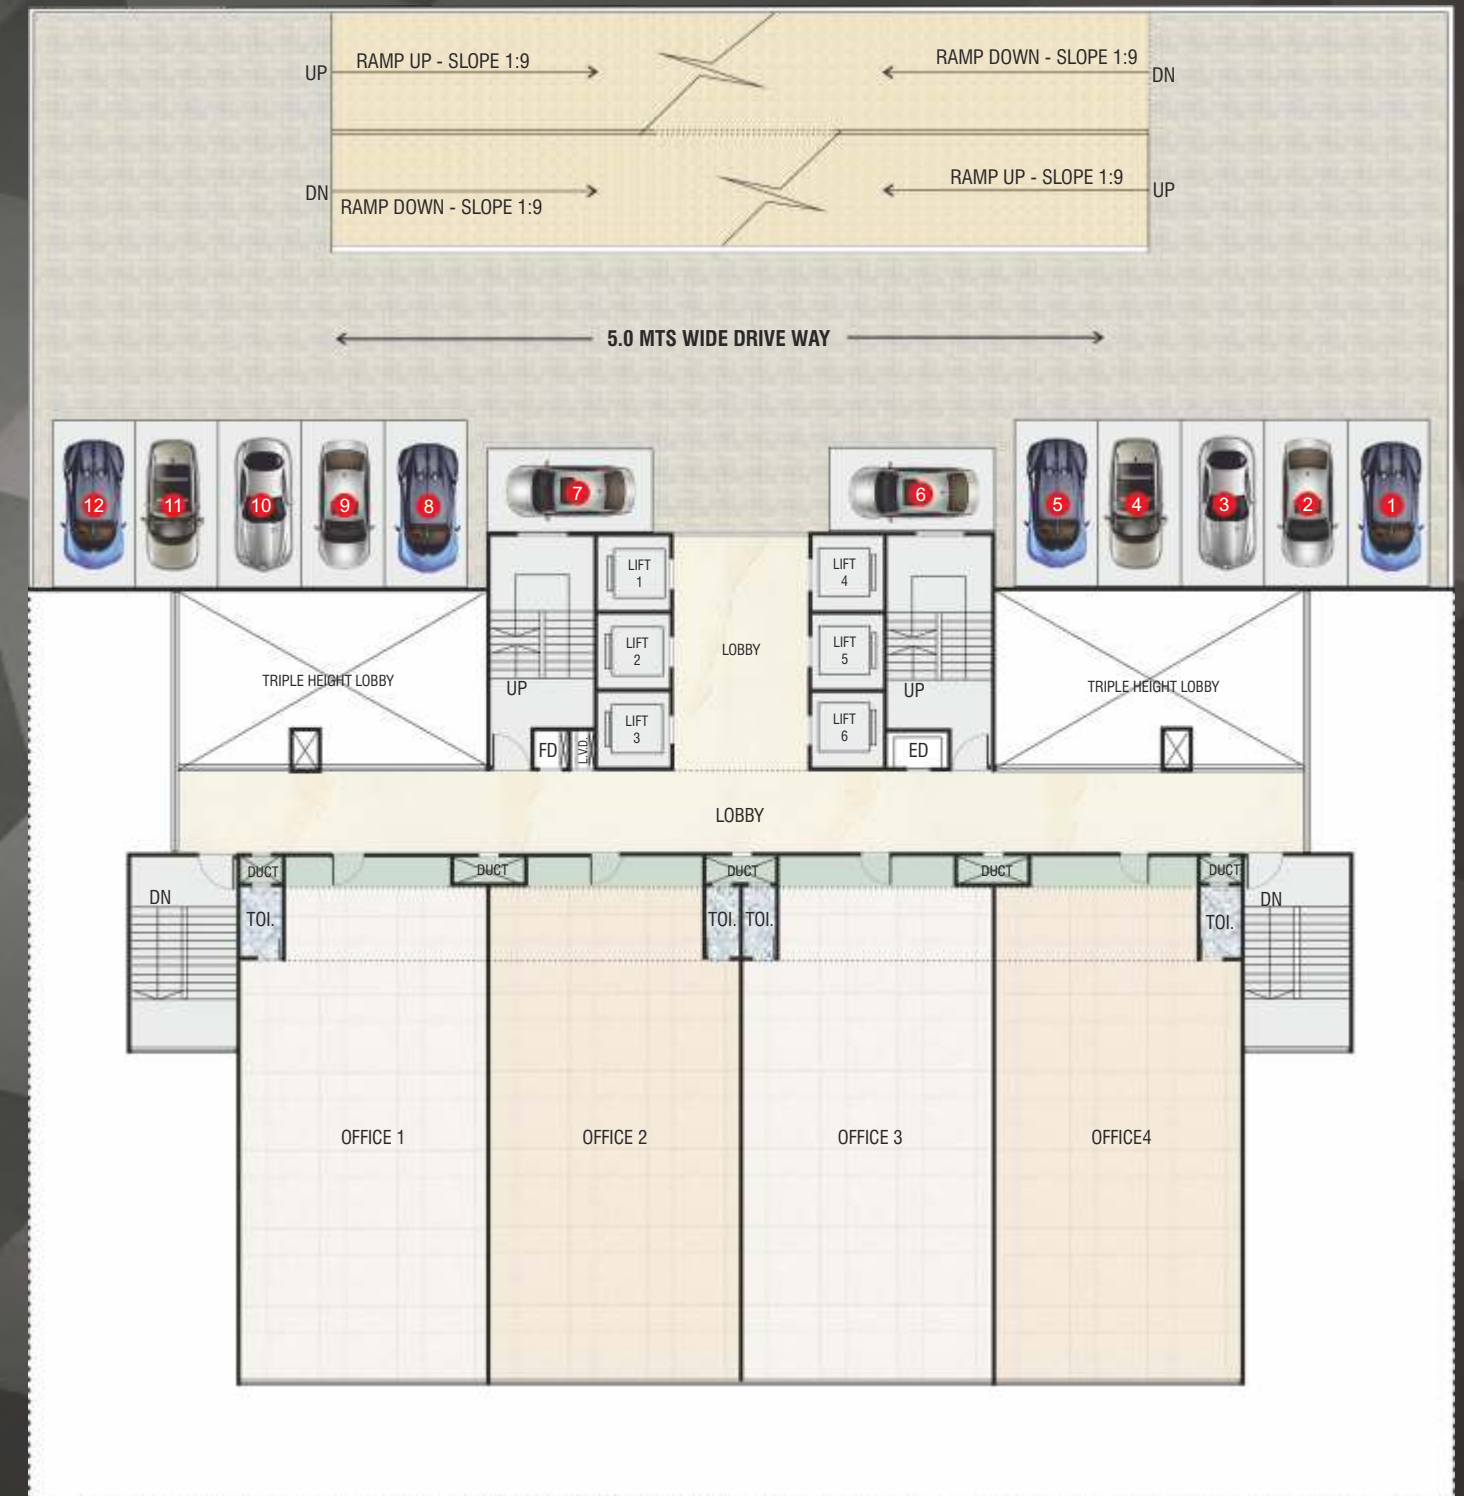 RAMP UP - SLOPE 1:9
RAMP DOWN - SLOPE 1:9
UP
DN
RAMP UP - SLOPE 1:9
DN
UP
RAMP DOWN - SLOPE 1:9
5.0 MTS WIDE DRIVE WAY
12
11
10
9
8
7
6
5
4
3
2
1
LIFT
1
LIFT
4
LIFT
2
LOBBY
LIFT
5
TRIPLE HEIGHT LOBBY
UP
UP
TRIPLE HEIGHT LOBBY
LIFT
3
LIFT
6
FD
L.V.D.
ED
LOBBY
DUCT
DUCT
DUCT
DUCT
DUCT
DN
DN
TOI.
TOI.
TOI.
TOI.
OFFICE 1
OFFICE 2
OFFICE 3
OFFICE4